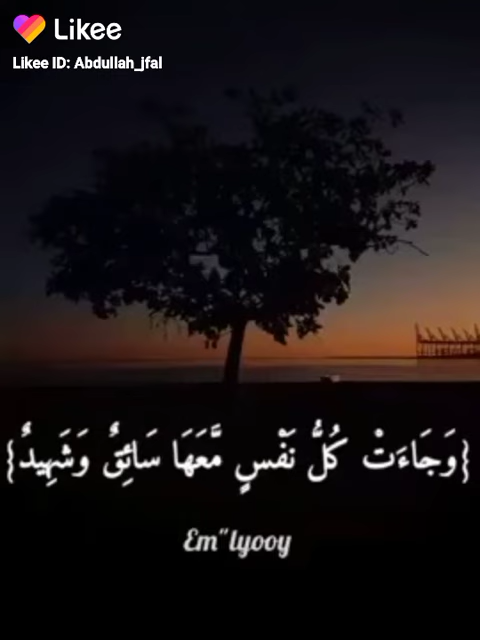 Likee
Likee ID: Abdullah_jfal
{وَجَاءَتْ كُلُّ نَفْسٍ مَّعَهَا سَائِقٌ وَشَهِيدٌ}
Em"lyooy